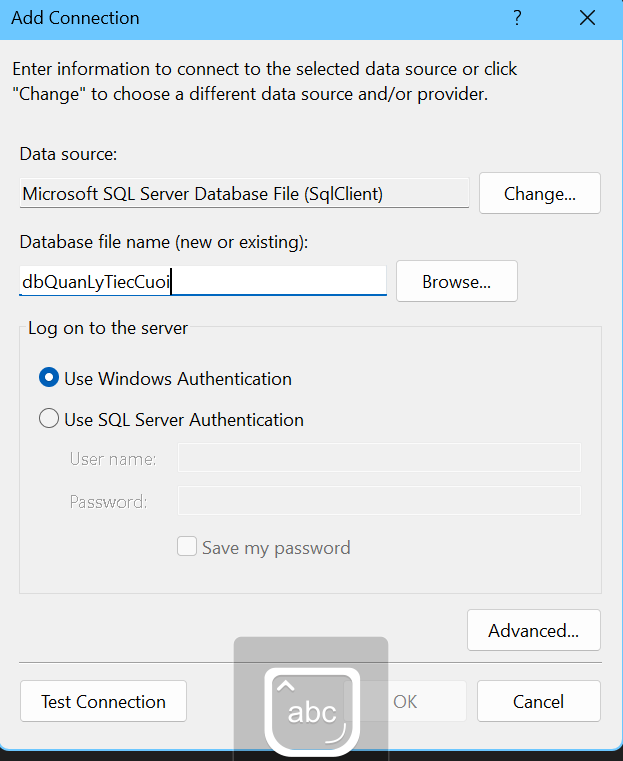 Add Connection ?
Enter information to connect to the selected data source or click
"Change" to choose a different data source and/or provider.
Data source:
Microsoft SQL Server Database File (SqlClient) Change...
Database file name (new or existing):
dbQuanLyTiecCuoi Browse...
Log on to the server
Use Windows Authentication
Use SQL Server Authentication
User name:
Password:
Save my password
Advanced...
Test Connection OK Cancel
abc